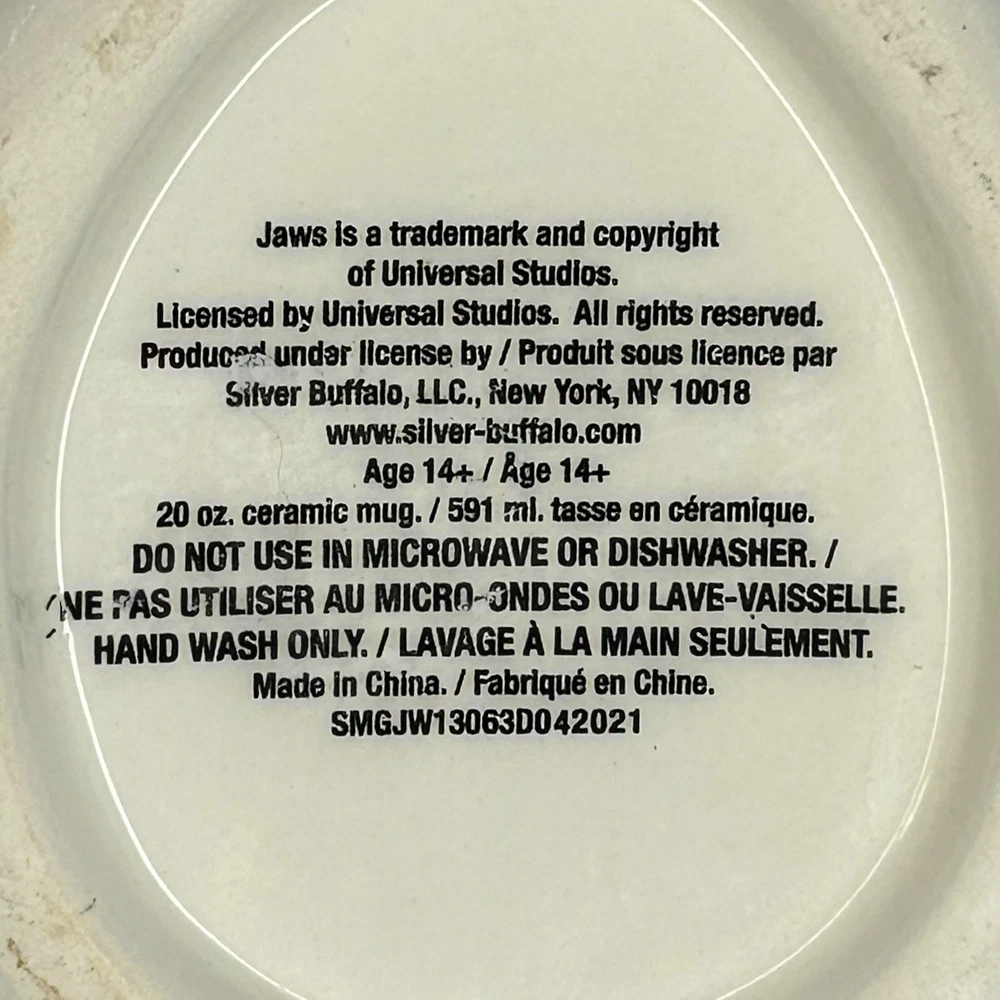 Jaws is a trademark and copyright
of Universal Studios.
Licensed by Universal Studios. All rights reserved.
Produced under license by / Produit sous licence par
Silver Buffalo, LLC., New York, NY 10018
www.silver-buffalo.com
Age 14+ / Âge 14+
20 oz. ceramic mug. / 591 ml. tasse en céramique.
DO NOT USE IN MICROWAVE OR DISHWASHER. /
NE PAS UTILISER AU MICRO-ONDES OU LAVE-VAISSELLE.
HAND WASH ONLY. / LAVAGE À LA MAIN SEULEMENT.
Made in China. / Fabriqué en Chine.
SMGJW13063D042021